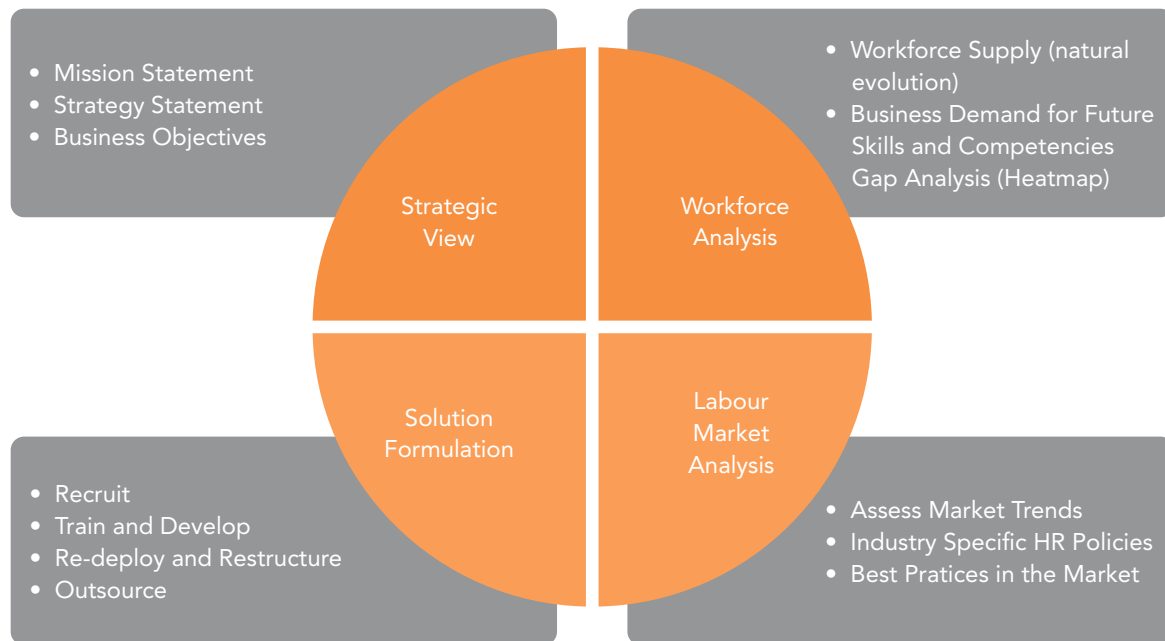 • Mission Statement
• Strategy Statement
• Business Objectives
• Workforce Supply (natural
evolution)
• Business Demand for Future
Skills and Competencies
Gap Analysis (Heatmap)
Strategic
View
Workforce
Analysis
Solution
Formulation
Labour
Market
Analysis
• Recruit
• Train and Develop
• Re-deploy and Restructure
• Outsource
• Assess Market Trends
• Industry Specific HR Policies
• Best Pratices in the Market